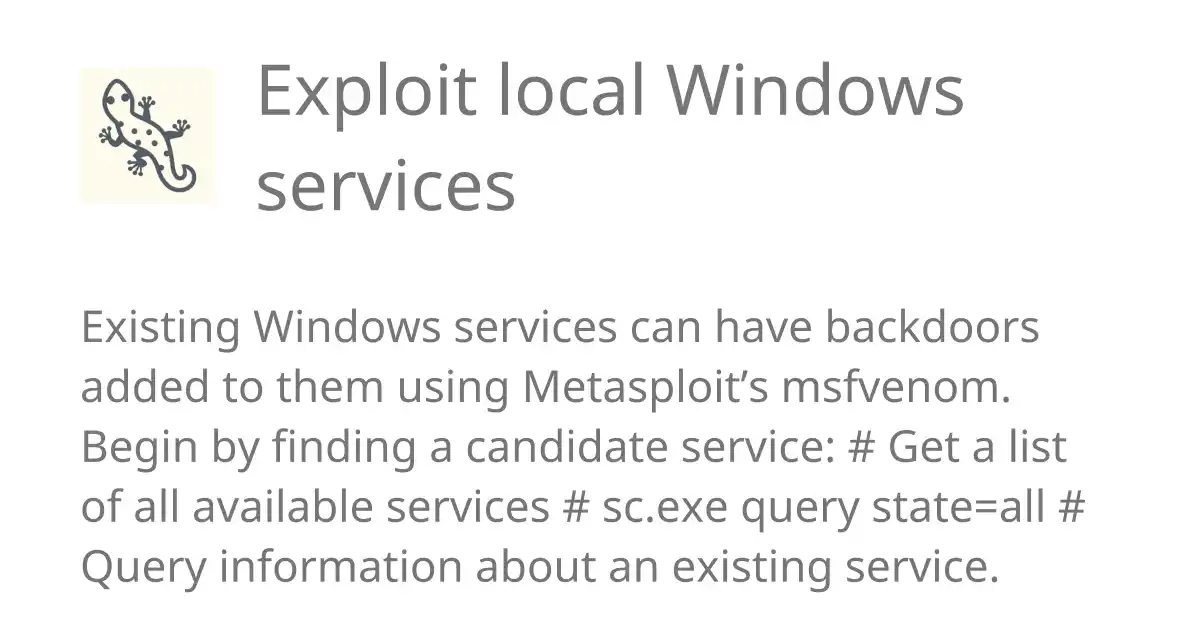 Exploit local Windows
services
Existing Windows services can have backdoors
added to them using Metasploit’s msfvenom.
Begin by finding a candidate service: # Get a list
of all available services # sc.exe query state=all #
Query information about an existing service.